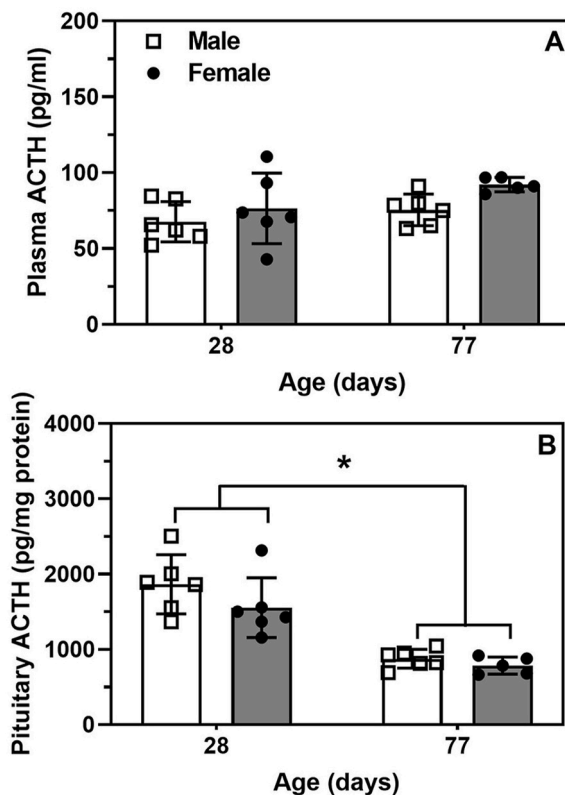 A
Male
Female
Plasma ACTH (pg/ml)
200
150
100
50
0
28
77
Age (days)
B
Pituitary ACTH (pg/mg protein)
4000
3000
2000
1000
0
*
28
77
Age (days)